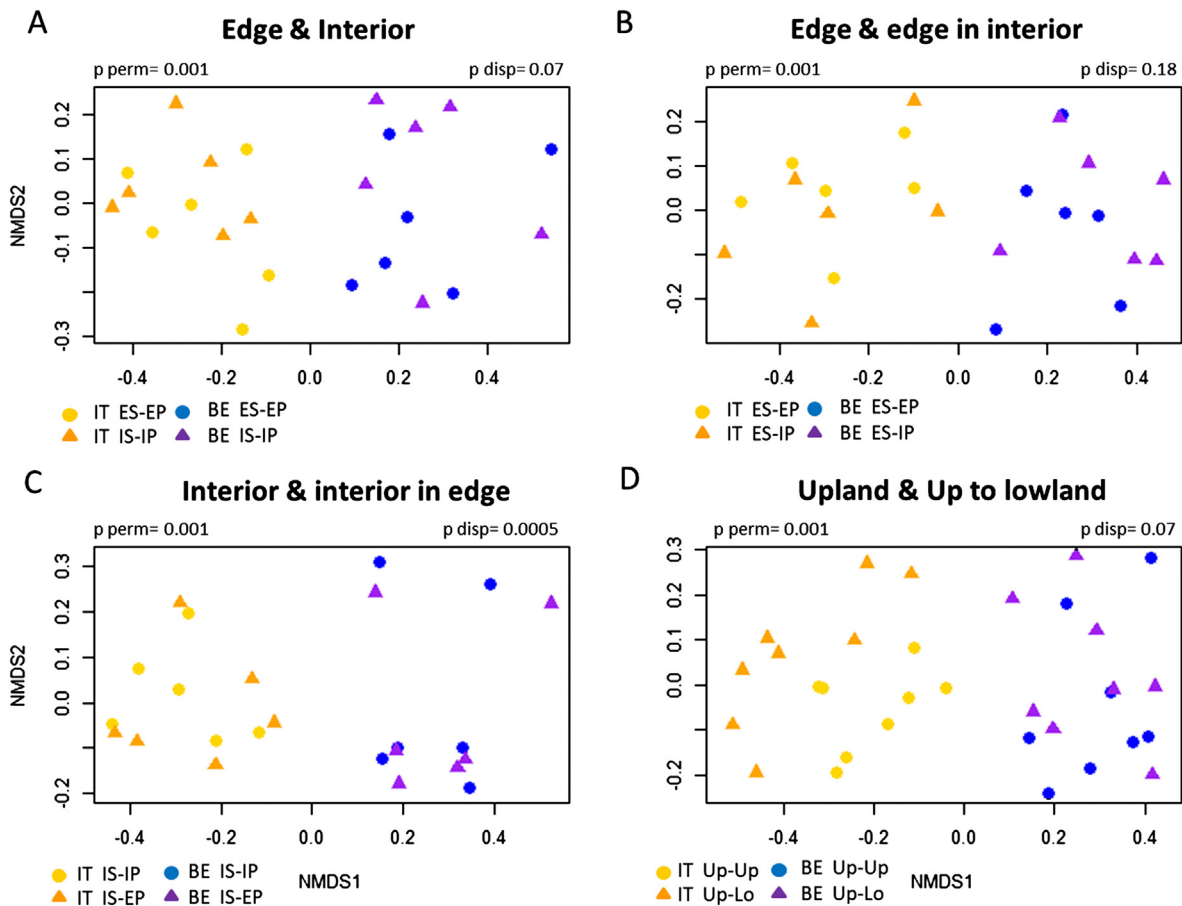 A
Edge & Interior
p perm= 0.001
p disp= 0.07
NMDS2
0.2
0.1
0.0
-0.1
-0.3
-0.4
-0.2
0.0
0.2
0.4
IT ES-EP
BE ES-EP
IT IS-IP
BE IS-IP
B
Edge & edge in interior
p perm= 0.001
p disp= 0.18
0.2
0.1
0.0
-0.2
-0.4
-0.2
0.0
0.2
0.4
IT ES-EP
BE ES-EP
IT ES-IP
BE ES-IP
C
Interior & interior in edge
p perm= 0.001
p disp= 0.0005
NMDS2
0.3
0.2
0.1
0.0
-0.2
-0.4
-0.2
0.0
0.2
0.4
IT IS-IP
BE IS-IP
IT IS-EP
BE IS-EP
NMDS1
D
Upland & Up to lowland
p perm= 0.001
p disp= 0.07
0.3
0.2
0.1
0.0
-0.2
-0.4
-0.2
0.0
0.2
0.4
IT Up-Up
BE Up-Up
IT Up-Lo
BE Up-Lo
NMDS1